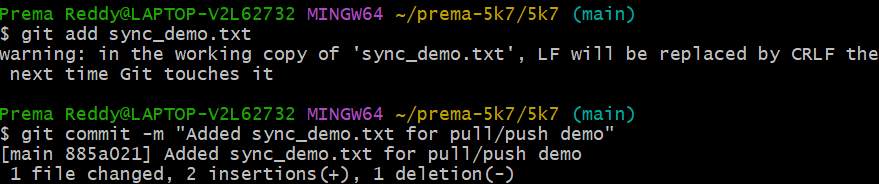 Prema Reddy@LAPTOP-V2L62732 MINGW64 ~/prema-5k7/5k7 (main)
$ git add sync_demo.txt
warning: in the working copy of 'sync_demo.txt', LF will be replaced by CRLF the
 next time Git touches it
Prema Reddy@LAPTOP-V2L62732 MINGW64 ~/prema-5k7/5k7 (main)
$ git commit -m "Added sync_demo.txt for pull/push demo"
[main 885a021] Added sync_demo.txt for pull/push demo
 1 file changed, 2 insertions(+), 1 deletion(-)